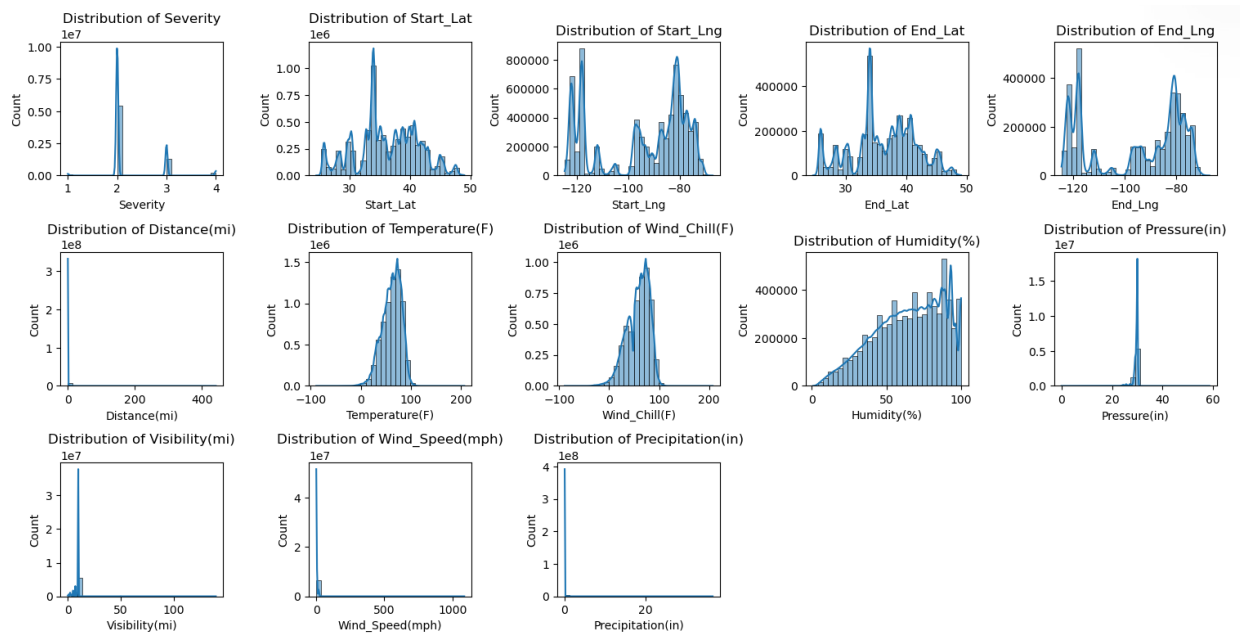 Distribution of Severity
1e7
1.00
0.75
0.50
0.25
0.00
Count
1
2
3
4
Severity
Distribution of Start_Lat
1e6
1.00
0.75
0.50
0.25
0.00
Count
30
40
50
Start_Lat
Distribution of Start_Lng
800000
600000
400000
200000
0
Count
−120
−100
−80
Start_Lng
Distribution of End_Lat
600000
400000
200000
0
Count
30
40
50
End_Lat
Distribution of End_Lng
400000
200000
0
Count
−120
−100
−80
End_Lng
Distribution of Distance(mi)
1e8
3
2
1
0
Count
0
200
400
Distance(mi)
Distribution of Temperature(F)
1e6
1.5
1.0
0.5
0.0
Count
−100
0
100
200
Temperature(F)
Distribution of Wind_Chill(F)
1e6
1.00
0.75
0.50
0.25
0.00
Count
−100
0
100
200
Wind_Chill(F)
Distribution of Humidity(%)
400000
200000
0
Count
0
50
100
Humidity(%)
Distribution of Pressure(in)
1e7
1.5
1.0
0.5
0.0
Count
0
20
40
60
Pressure(in)
Distribution of Visibility(mi)
1e7
3
2
1
0
Count
0
50
100
Visibility(mi)
Distribution of Wind_Speed(mph)
1e7
4
2
0
Count
0
500
1000
Wind_Speed(mph)
Distribution of Precipitation(in)
1e8
4
3
2
1
0
Count
0
20
Precipitation(in)